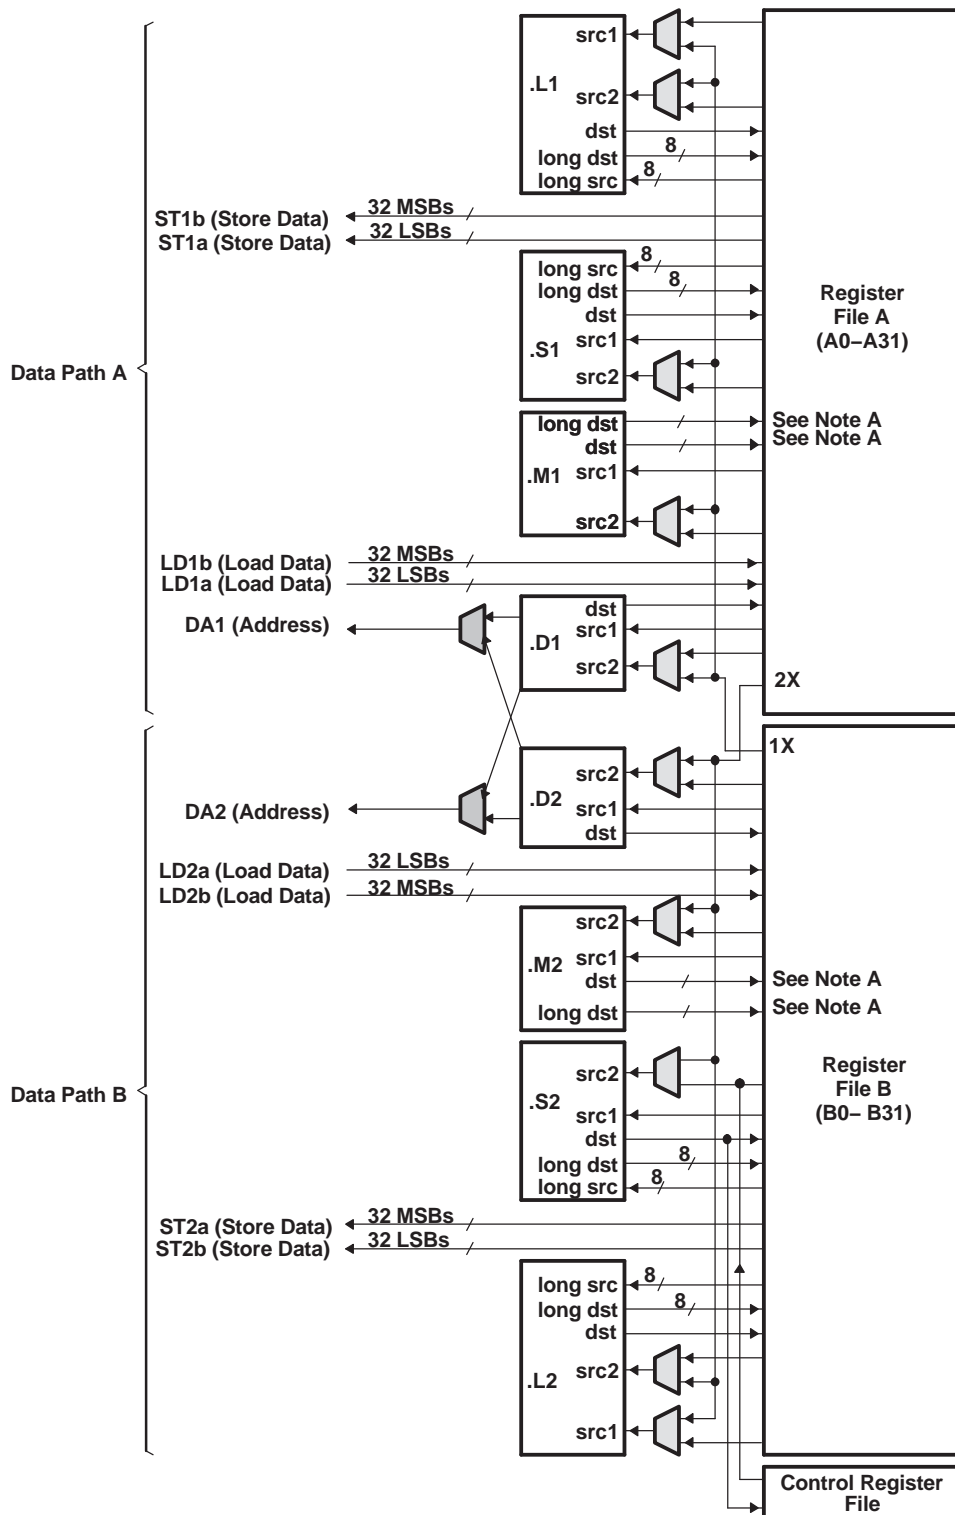 src1
.L1
src2
dst
8
long dst
8
long src
32 MSBs
ST1b (Store Data)
32 LSBs
ST1a (Store Data)
8
long src
8
long dst
dst
src1
.S1
src2
Register
File A
(A0–A31)
Data Path A
long dst
See Note A
dst
See Note A
src1
.M1
src2
32 MSBs
LD1b (Load Data)
32 LSBs
LD1a (Load Data)
DA1 (Address)
dst
src1
.D1
src2
2X
1X
src2
.D2
src1
dst
DA2 (Address)
32 LSBs
LD2a (Load Data)
32 MSBs
LD2b (Load Data)
src2
src1
.M2
dst
See Note A
long dst
See Note A
Data Path B
src2
.S2
src1
dst
8
long dst
8
long src
Register
File B
(B0– B31)
32 MSBs
ST2a (Store Data)
32 LSBs
ST2b (Store Data)
8
long src
8
long dst
dst
src2
.L2
src1
Control Register
File